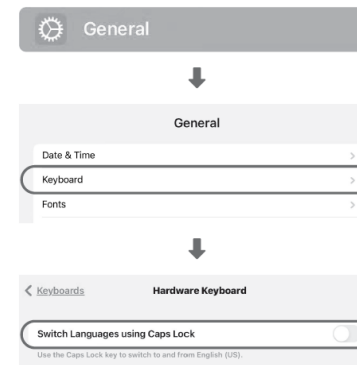 General
General
Date & Time
Keyboard
Fonts
Keyboards
Hardware Keyboard
Switch Languages using Caps Lock
Use the Caps Lock key to switch to and from English (US).